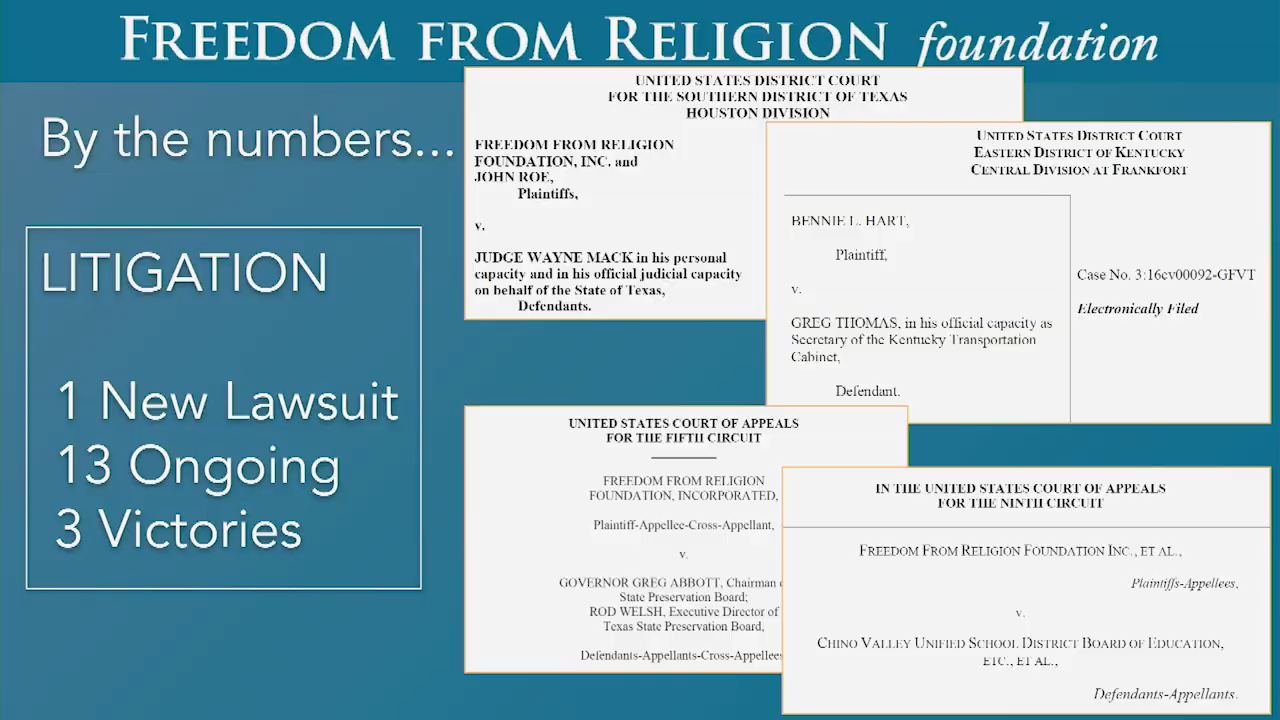 FREEDOM FROM RELIGION foundation
By the numbers...
LITIGATION
1 New Lawsuit
13 Ongoing
3 Victories
UNITED STATES DISTRICT COURT
FOR THE SOUTHERN DISTRICT OF TEXAS
HOUSTON DIVISION
FREEDOM FROM RELIGION
FOUNDATION, INC. and
JOHN ROE,
Plaintiffs,
v.
JUDGE WAYNE MACK in his personal
capacity and in his official judicial capacity
on behalf of the State of Texas,
Defendants.
UNITED STATES DISTRICT COURT
EASTERN DISTRICT OF KENTUCKY
CENTRAL DIVISION AT FRANKFORT
BENNIE L. HART,
Plaintiff,
v.
GREG THOMAS, in his official capacity as
Secretary of the Kentucky Transportation
Cabinet,
Defendant.
Case No. 3:16cv00092-GFVT
Electronically Filed
UNITED STATES COURT OF APPEALS
FOR THE FIFTH CIRCUIT
FREEDOM FROM RELIGION
FOUNDATION, INCORPORATED,
Plaintiff-Appellee-Cross-Appellant,
v.
GOVERNOR GREG ABBOTT, Chairman
State Preservation Board;
ROD WELSH, Executive Director of
Texas State Preservation Board,
Defendants-Appellants-Cross-Appellees
IN THE UNITED STATES COURT OF APPEALS
FOR THE NINTH CIRCUIT
FREEDOM FROM RELIGION FOUNDATION INC., ET AL.,
Plaintiffs-Appellees,
v.
CHINO VALLEY UNIFIED SCHOOL DISTRICT BOARD OF EDUCATION,
ETC., ET AL.,
Defendants-Appellants.